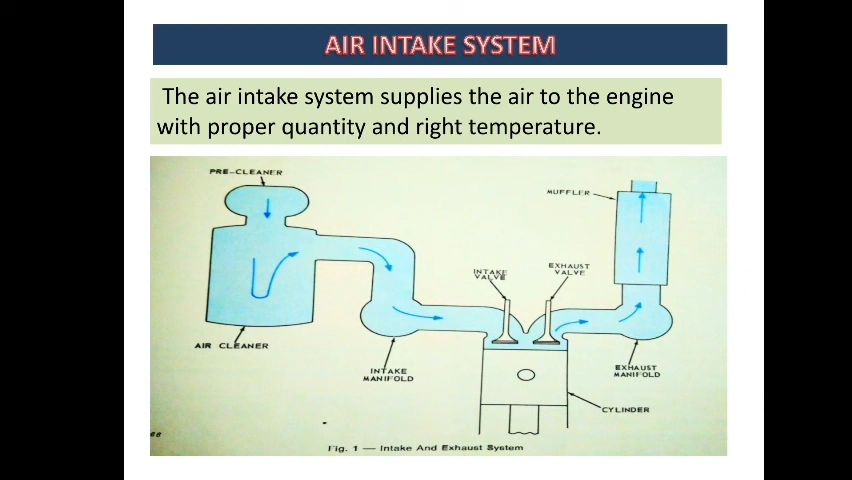 AIR INTAKE SYSTEM
The air intake system supplies the air to the engine
with proper quantity and right temperature.
PRE-CLEANER
MUFFLER
INTAKE
VALVE
EXHAUST
VALVE
AIR CLEANER
INTAKE
MANIFOLD
EXHAUST
MANIFOLD
CYLINDER
66
Fig. 1 — Intake And Exhaust System